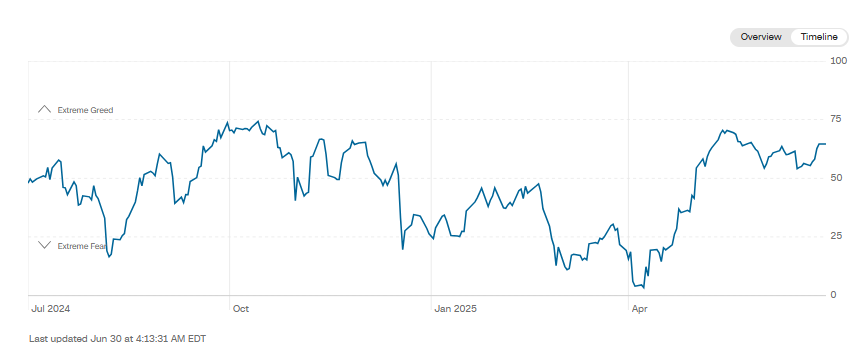 Overview Timeline
100
Extreme Greed
75
50
25
Extreme Fear
0
Jul 2024 Oct Jan 2025 Apr
Last updated Jun 30 at 4:13:31 AM EDT